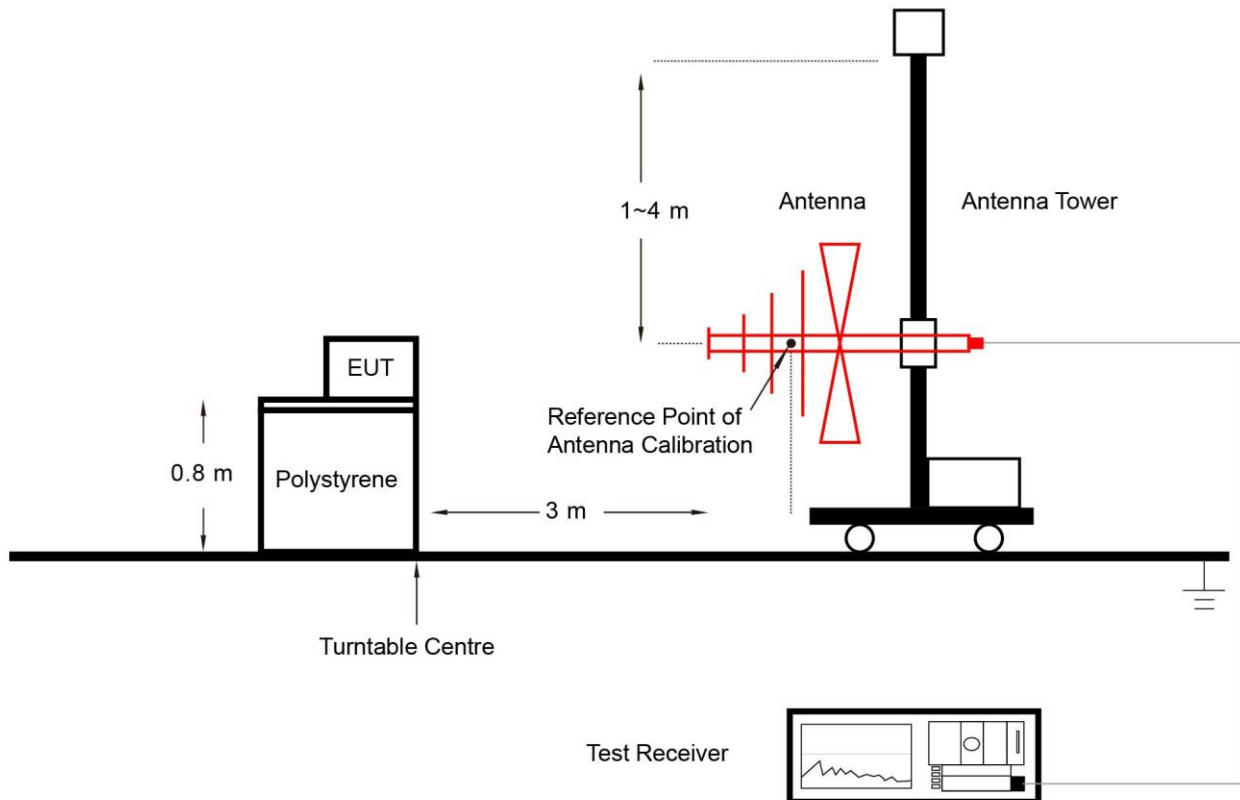 Antenna
Antenna Tower
1~4 m
EUT
Reference Point of
Antenna Calibration
0.8 m
Polystyrene
3 m
Turntable Centre
Test Receiver